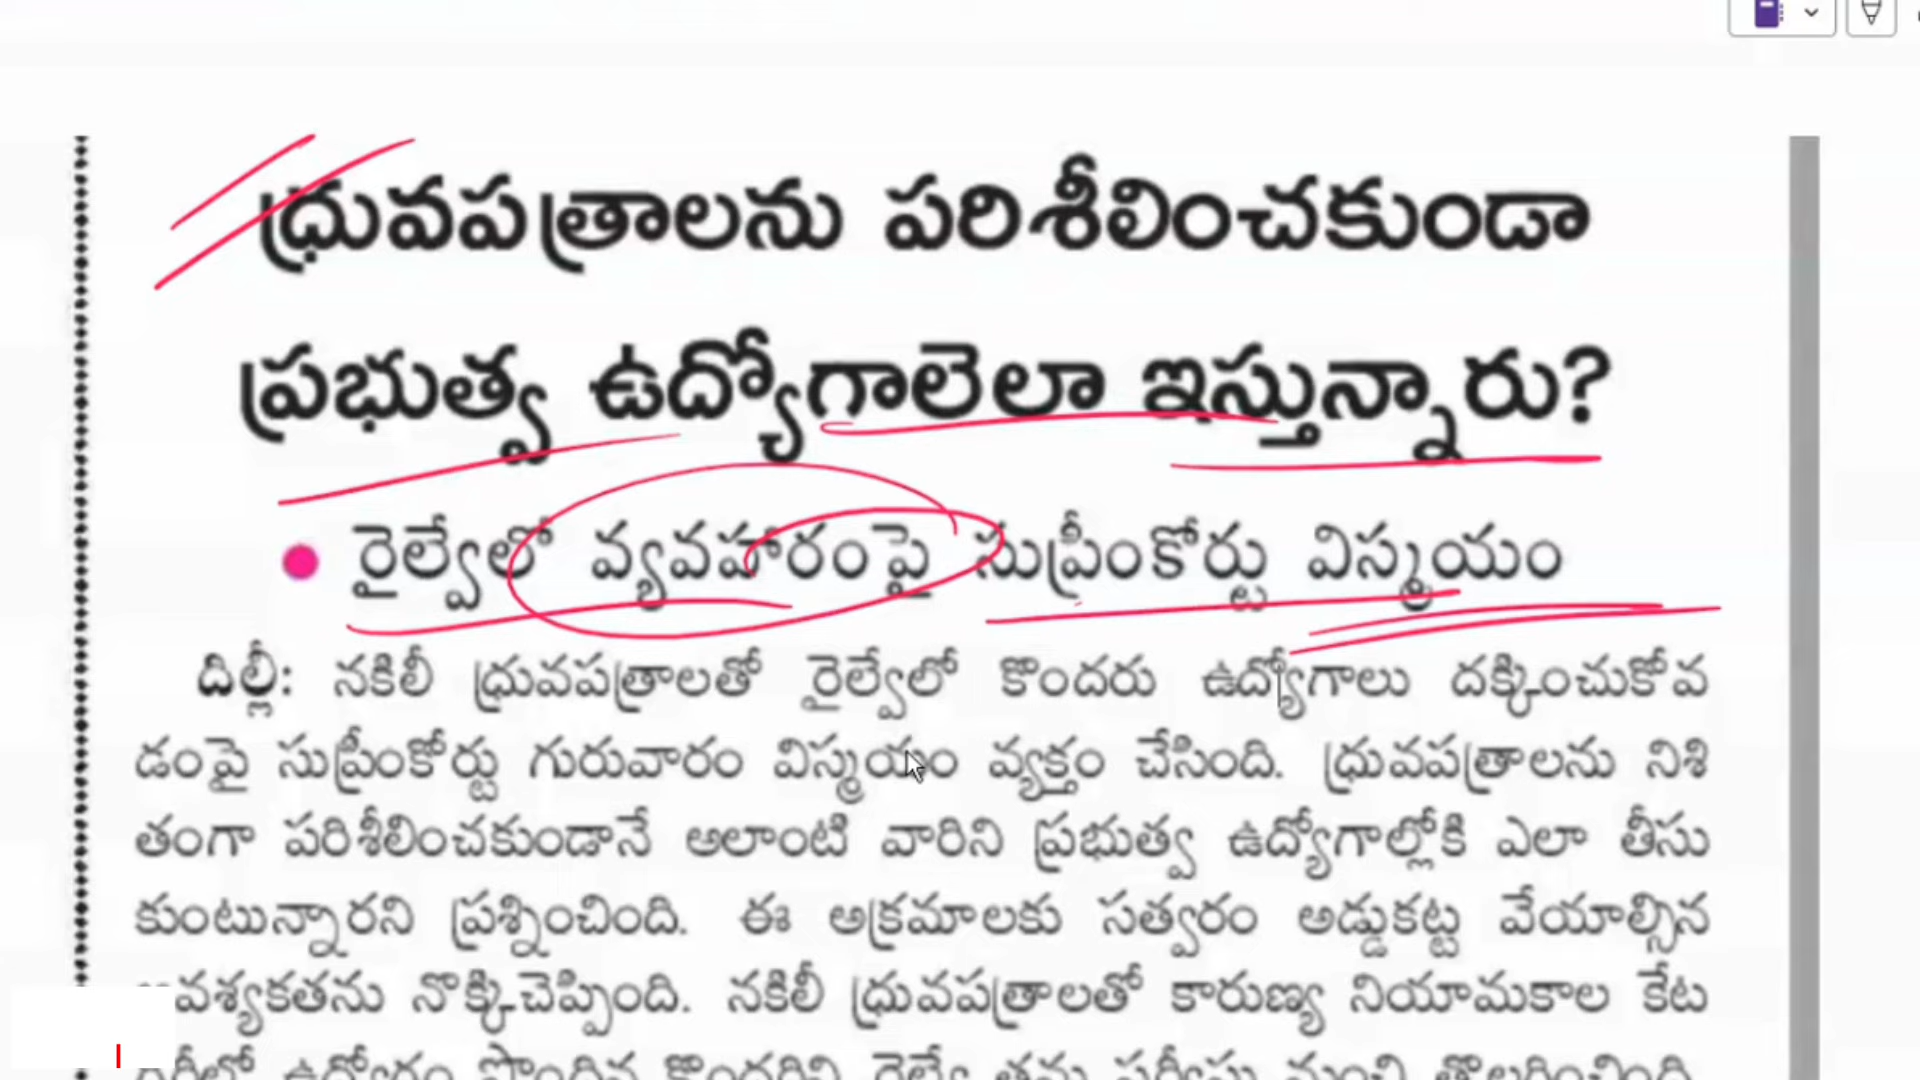 ధ్రువపత్రాలను పరిశీలించకుండా
ప్రభుత్వ ఉద్యోగాలెలా ఇస్తున్నారు?
● రైల్వేలో వ్యవహారంపై సుప్రీంకోర్టు విస్మయం
దిల్లీ: నకిలీ ధ్రువపత్రాలతో రైల్వేలో కొందరు ఉద్యోగాలు దక్కించుకోవ
డంపై సుప్రీంకోర్టు గురువారం విస్మయం వ్యక్తం చేసింది. ధ్రువపత్రాలను నిశి
తంగా పరిశీలించకుండానే అలాంటి వారిని ప్రభుత్వ ఉద్యోగాల్లోకి ఎలా తీసు
కుంటున్నారని ప్రశ్నించింది. ఈ అక్రమాలకు సత్వరం అడ్డుకట్ట వేయాల్సిన
వశ్యకతను నొక్కిచెప్పింది. నకిలీ ధ్రువపత్రాలతో కారుణ్య నియామకాల కేట